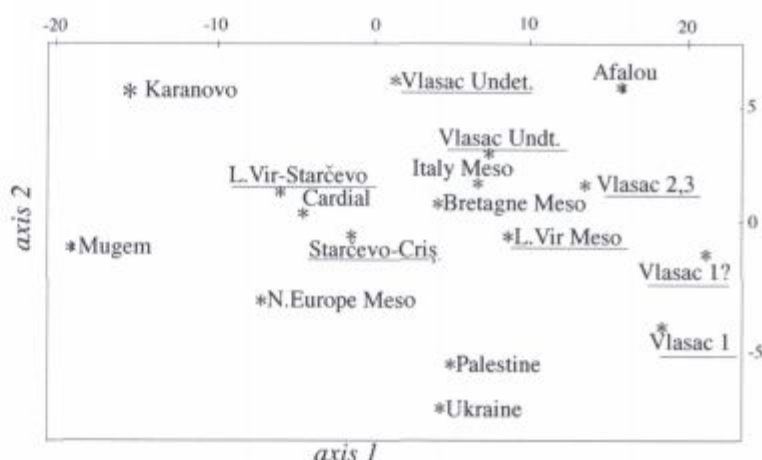 -20 -10 0 10 20
* Karanovo
*Vlasac Undet.
Afalou
*
5
Vlasac Undt.
*
L.Vir-Starčevo
*
Italy Meso
*
* Vlasac 2,3
Cardial
*
*Bretagne Meso
0
axis 2
*Mugem
*
Starčevo-Criş
*L.Vir Meso
*
Vlasac 1?
*N.Europe Meso
*
Vlasac 1
-5
*Palestine
*Ukraine
axis 1